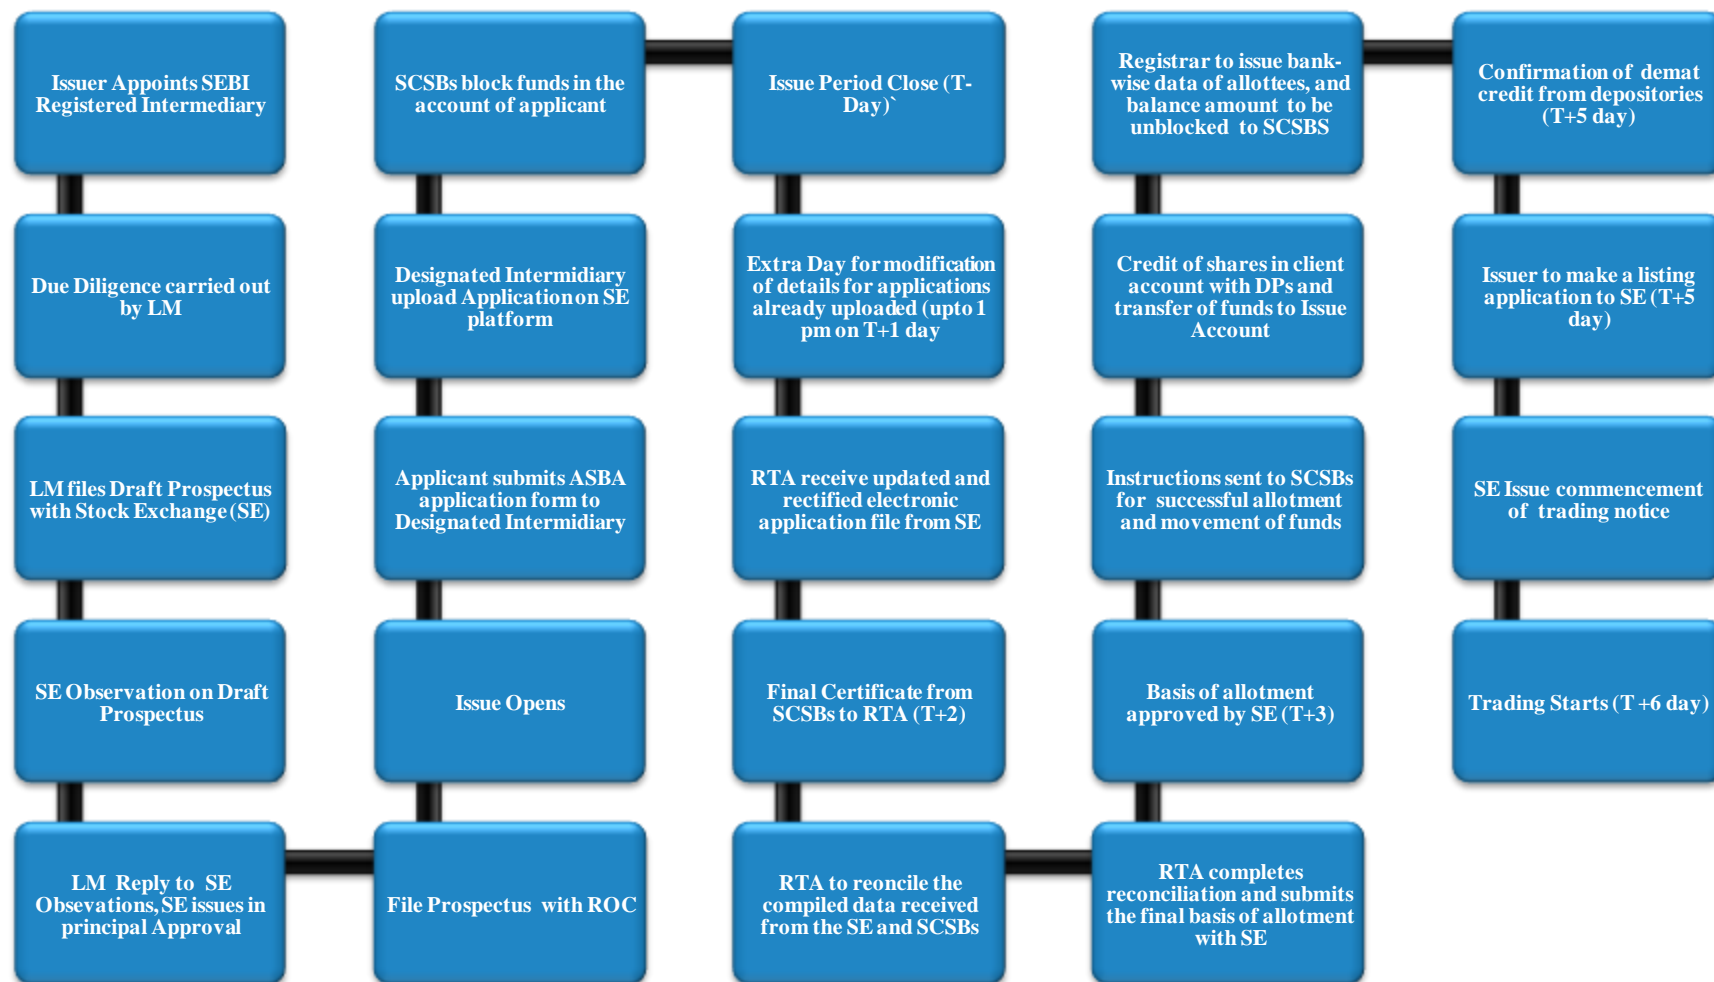 Issuer Appoints SEBI
Registered Intermediary
Due Diligence carried out
by LM
LM files Draft Prospectus
with Stock Exchange (SE)
SE Observation on Draft
Prospectus
LM Reply to SE
Obsevations, SE issues in
principal Approval
File Prospectus with ROC
Issue Opens
Applicant submits ASBA
application form to
Designated Intermidiary
Designated Intermidiary
upload Application on SE
platform
SCSBs block funds in the
account of applicant
Issue Period Close (T-
Day)`
Extra Day for modification
of details for applications
already uploaded (upto 1
pm on T+1 day
RTA receive updated and
rectified electronic
application file from SE
Final Certificate from
SCSBs to RTA (T+2)
RTA to reconcile the
compiled data received
from the SE and SCSBs
RTA completes
reconciliation and submits
the final basis of allotment
with SE
Basis of allotment
approved by SE (T+3)
Instructions sent to SCSBs
for successful allotment
and movement of funds
Credit of shares in client
account with DPs and
transfer of funds to Issue
Account
Registrar to issue bank-
wise data of allottees, and
balance amount to be
unblocked to SCSBS
Confirmation of demat
credit from depositories
(T+5 day)
Issuer to make a listing
application to SE (T+5
day)
SE Issue commencement
of trading notice
Trading Starts (T +6 day)